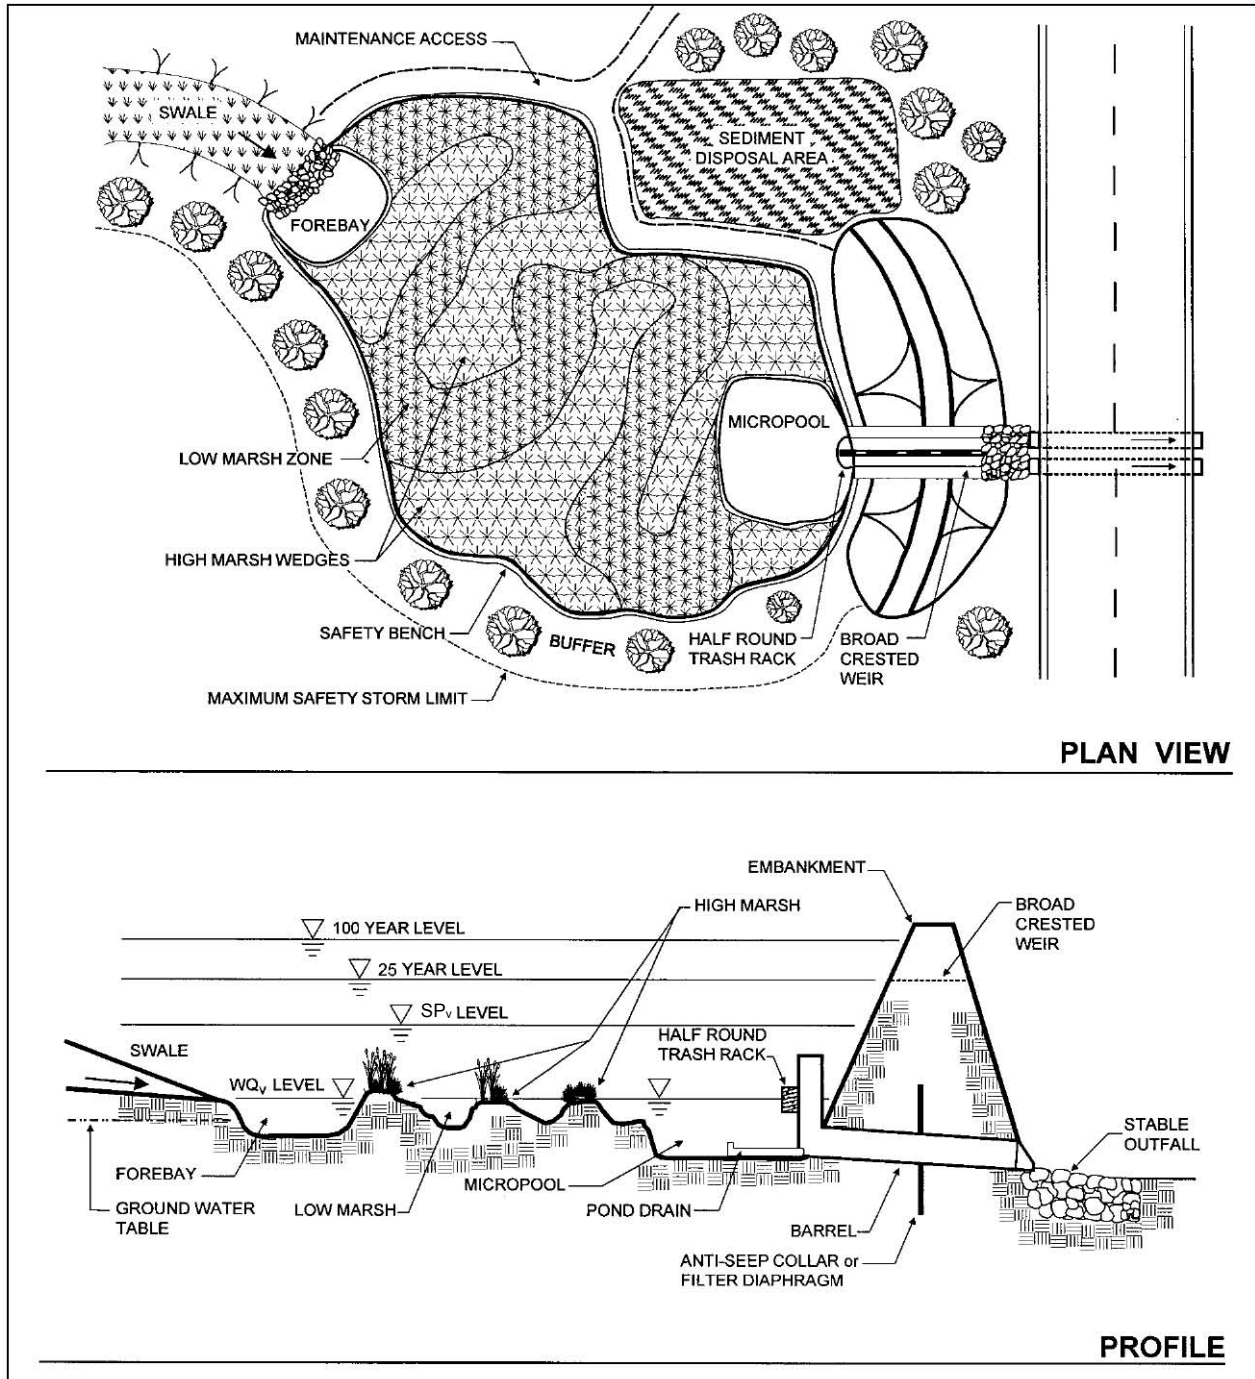 MAINTENANCE ACCESS
SWALE
SEDIMENT
DISPOSAL AREA
FOREBAY
MICROPOOL
LOW MARSH ZONE
HIGH MARSH WEDGES
SAFETY BENCH
BUFFER
HALF ROUND
TRASH RACK
BROAD
CRESTED
WEIR
MAXIMUM SAFETY STORM LIMIT
PLAN VIEW
EMBANKMENT
HIGH MARSH
BROAD
CRESTED
WEIR
100 YEAR LEVEL
25 YEAR LEVEL
SPv LEVEL
HALF ROUND
TRASH RACK
SWALE
WQv LEVEL
STABLE
OUTFALL
FOREBAY
MICROPOOL
GROUND WATER
TABLE
LOW MARSH
POND DRAIN
BARREL
ANTI-SEEP COLLAR or
FILTER DIAPHRAGM
PROFILE